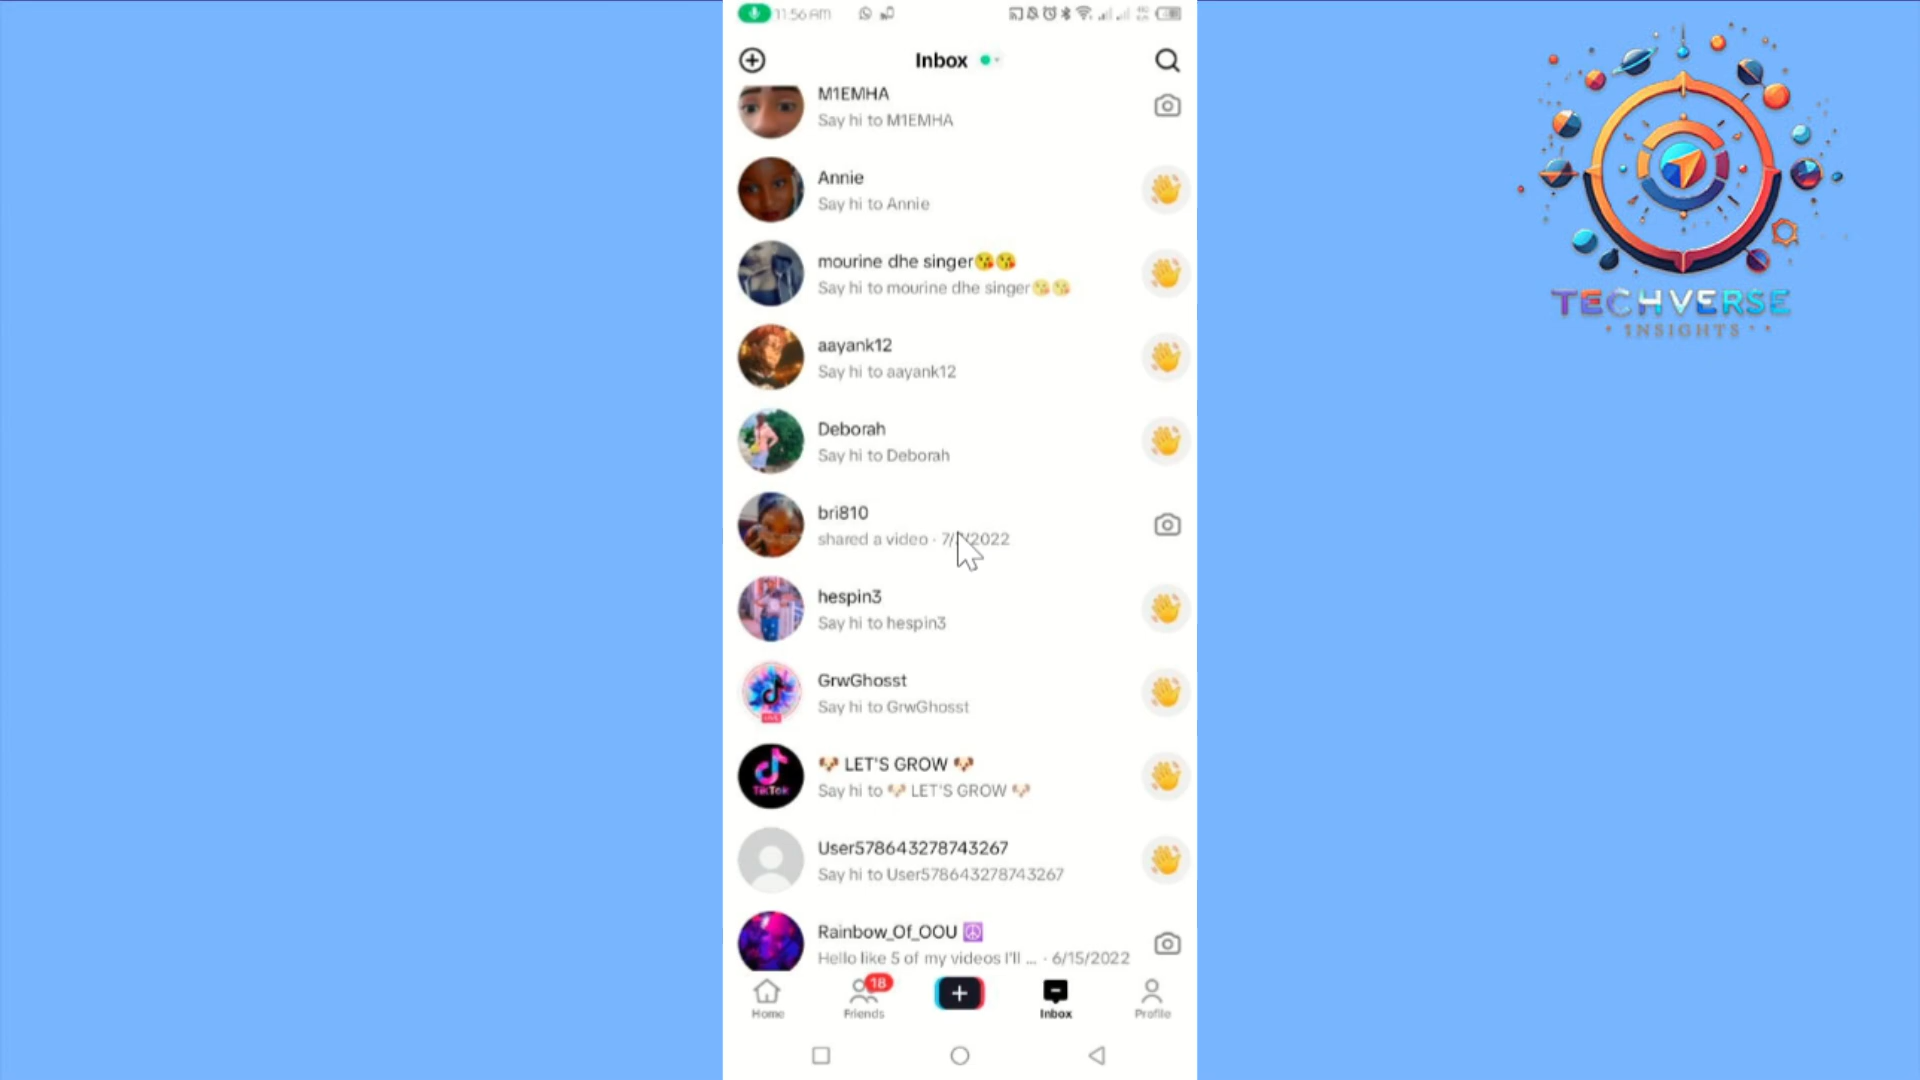 11:56 AM
Inbox
M1EMHA
Say hi to M1EMHA
Annie
Say hi to Annie
mourine dhe singer😘😘
Say hi to mourine dhe singer😘😘
aayank12
Say hi to aayank12
Deborah
Say hi to Deborah
bri810
shared a video ·
hespin3
Say hi to hespin3
GrwGhosst
Say hi to GrwGhosst
LIVE
🐶 LET'S GROW 🐶
Say hi to 🐶 LET'S GROW 🐶
TikTok
User578643278743267
Say hi to User578643278743267
Rainbow_Of_OOU ☮️
Hello like 5 of my videos I'll ... · 6/15/2022
18
Home
Friends
Inbox
Profile
TECHVERSE
INSIGHTS